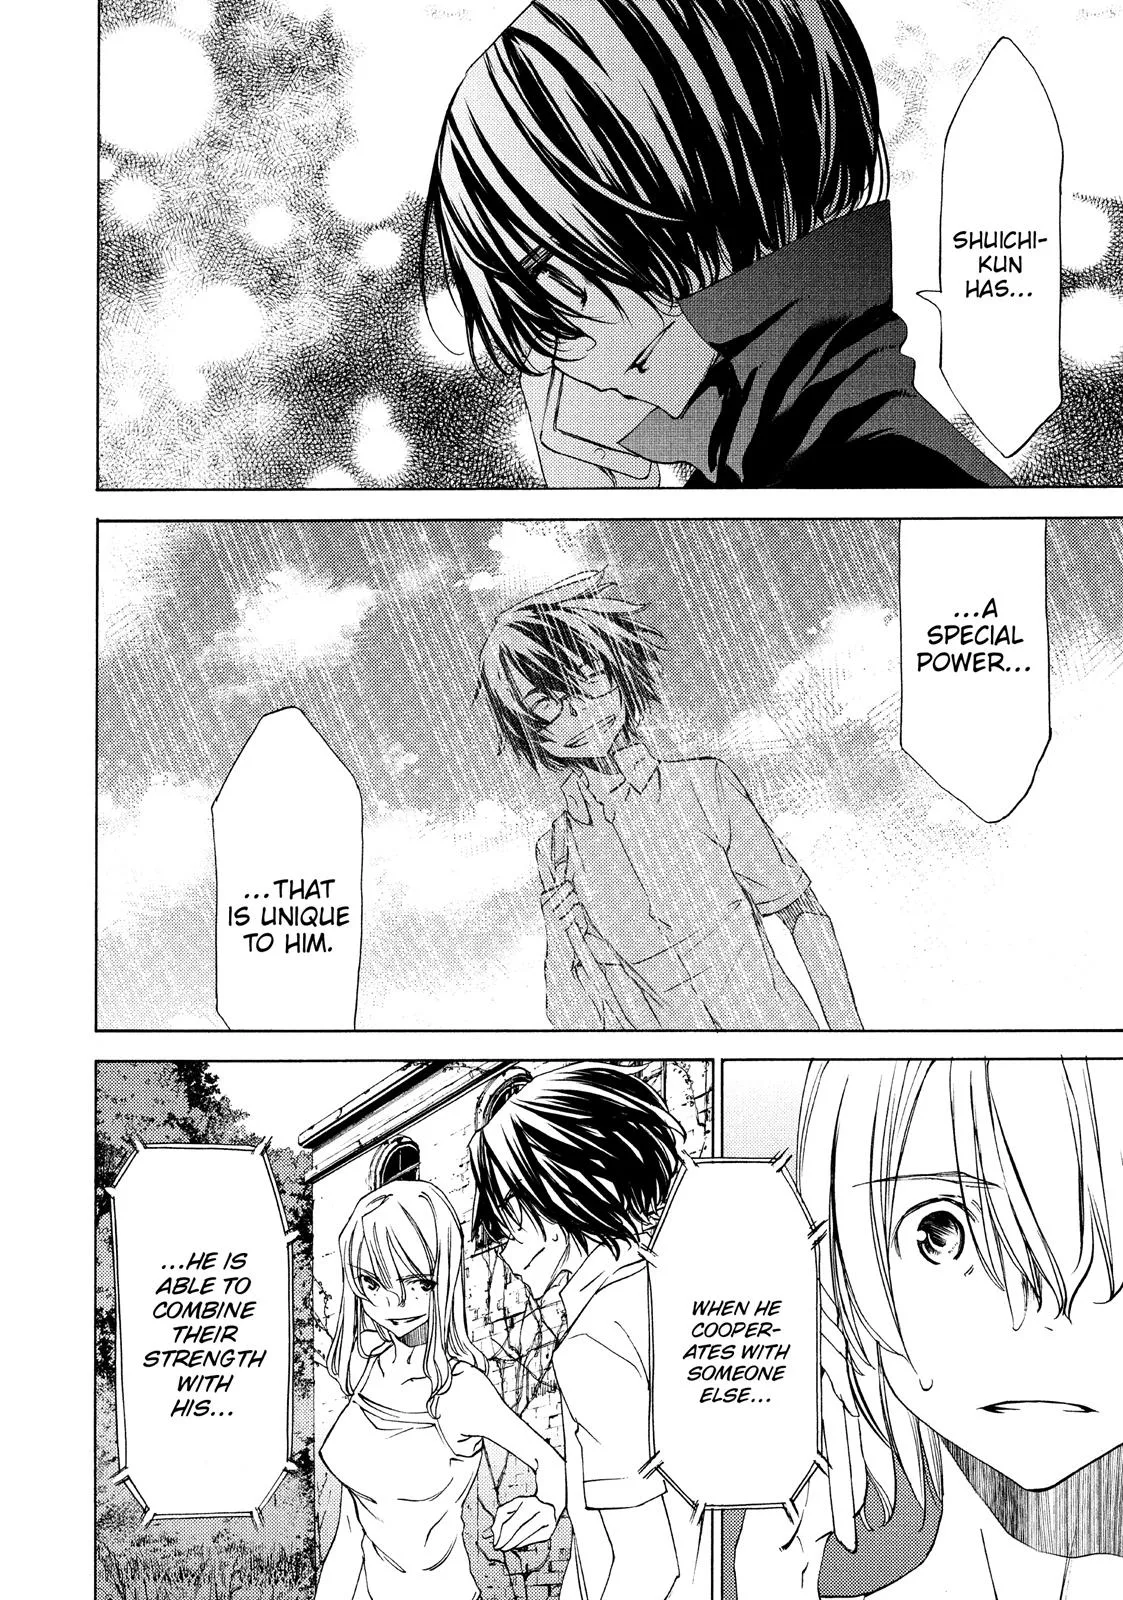 SHUICHI-
KUN
HAS...
...A
SPECIAL
POWER...
...THAT
IS UNIQUE
TO HIM.
WHEN HE
COOPER-
ATES WITH
SOMEONE
ELSE...
...HE IS
ABLE TO
COMBINE
THEIR
STRENGTH
WITH
HIS...